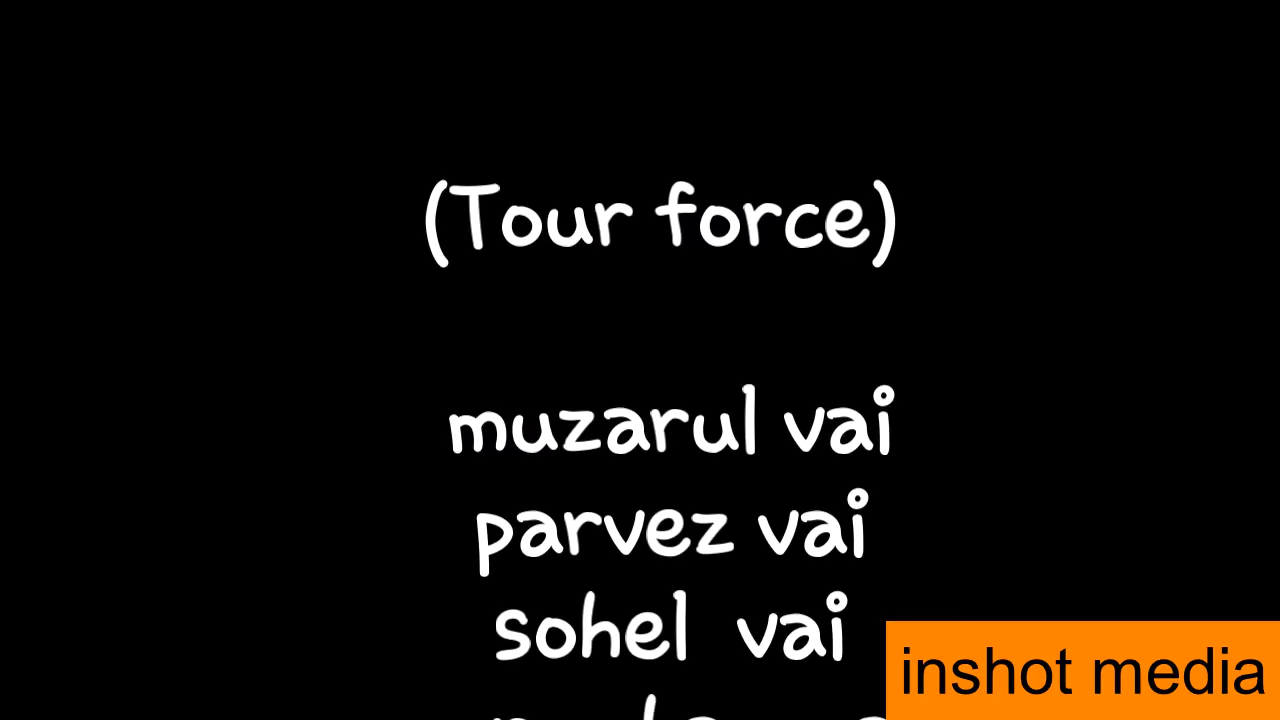 (Tour force)
muzarul vai
parvez vai
sohel vai
inshot media